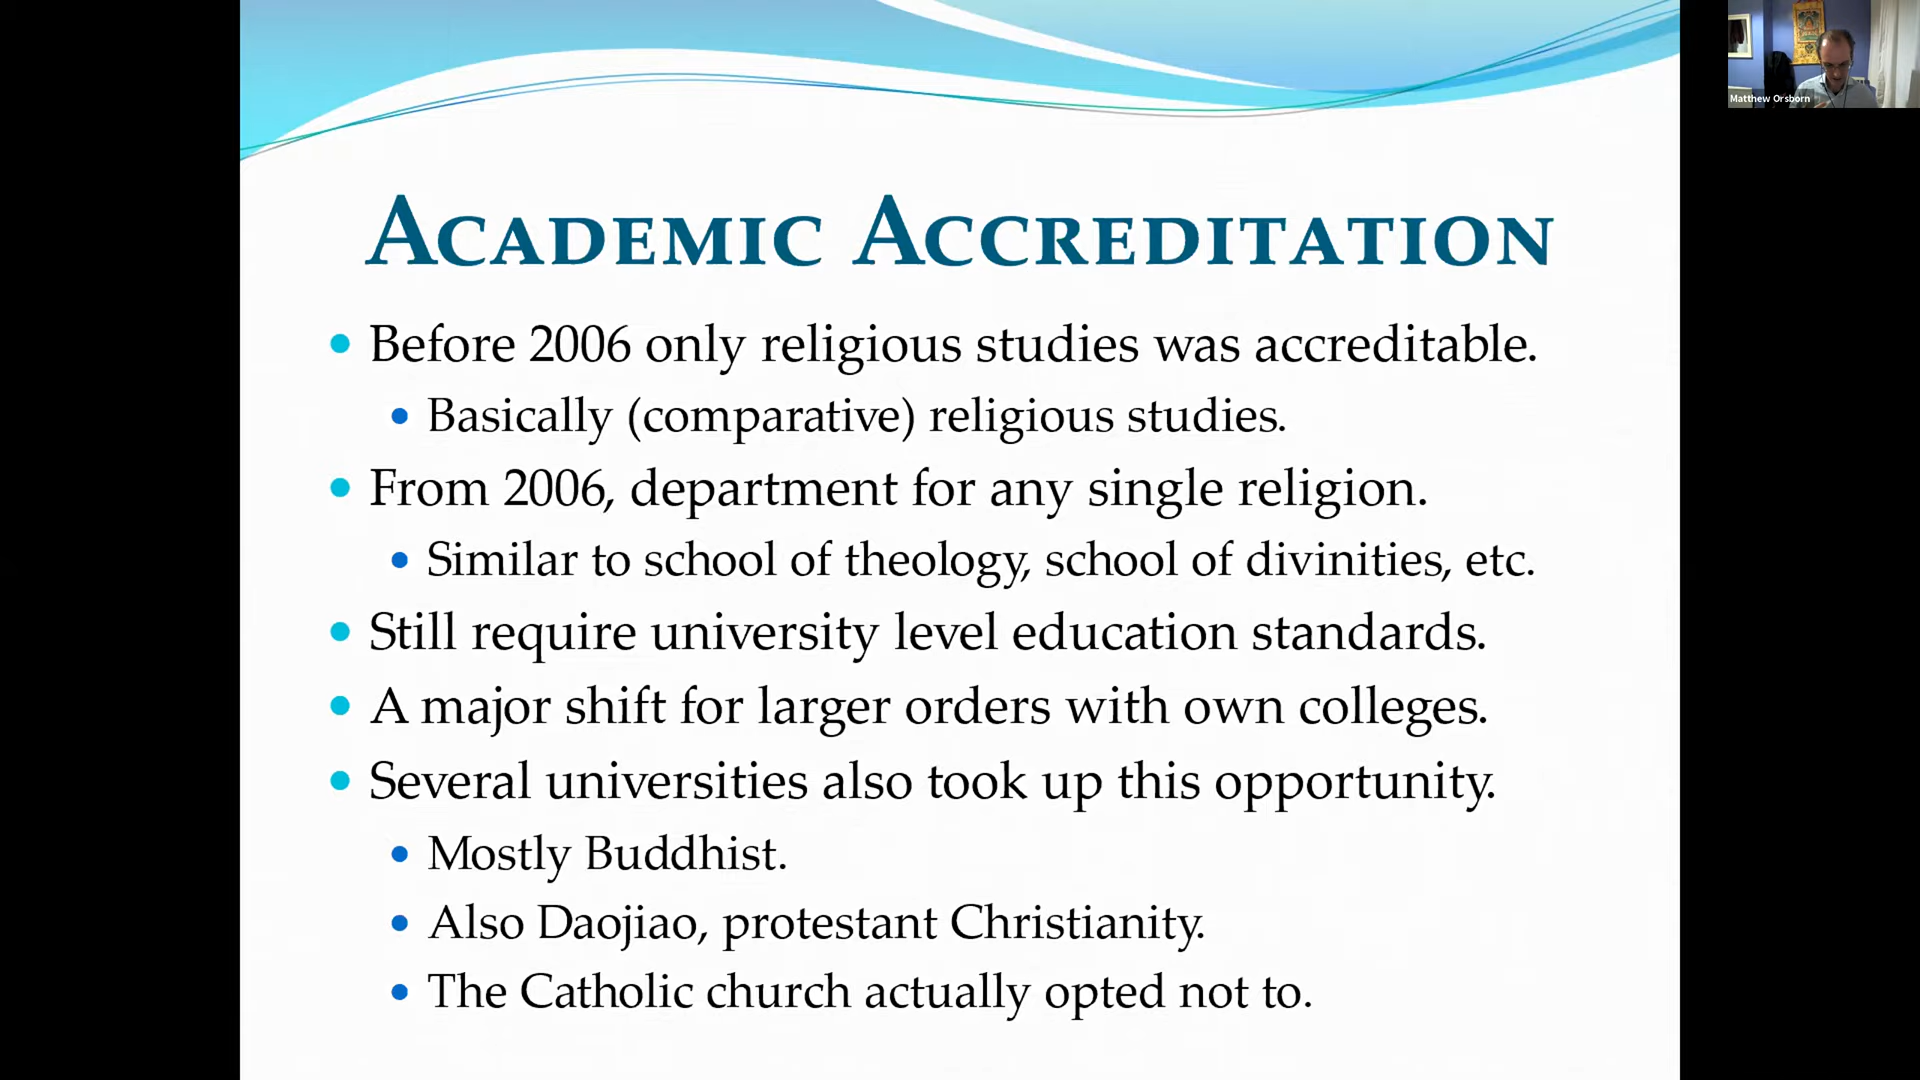 Matthew Orsborn
Academic Accreditation
Before 2006 only religious studies was accreditable.
Basically (comparative) religious studies.
From 2006, department for any single religion.
Similar to school of theology, school of divinities, etc.
Still require university level education standards.
A major shift for larger orders with own colleges.
Several universities also took up this opportunity.
Mostly Buddhist.
Also Daojiao, protestant Christianity.
The Catholic church actually opted not to.